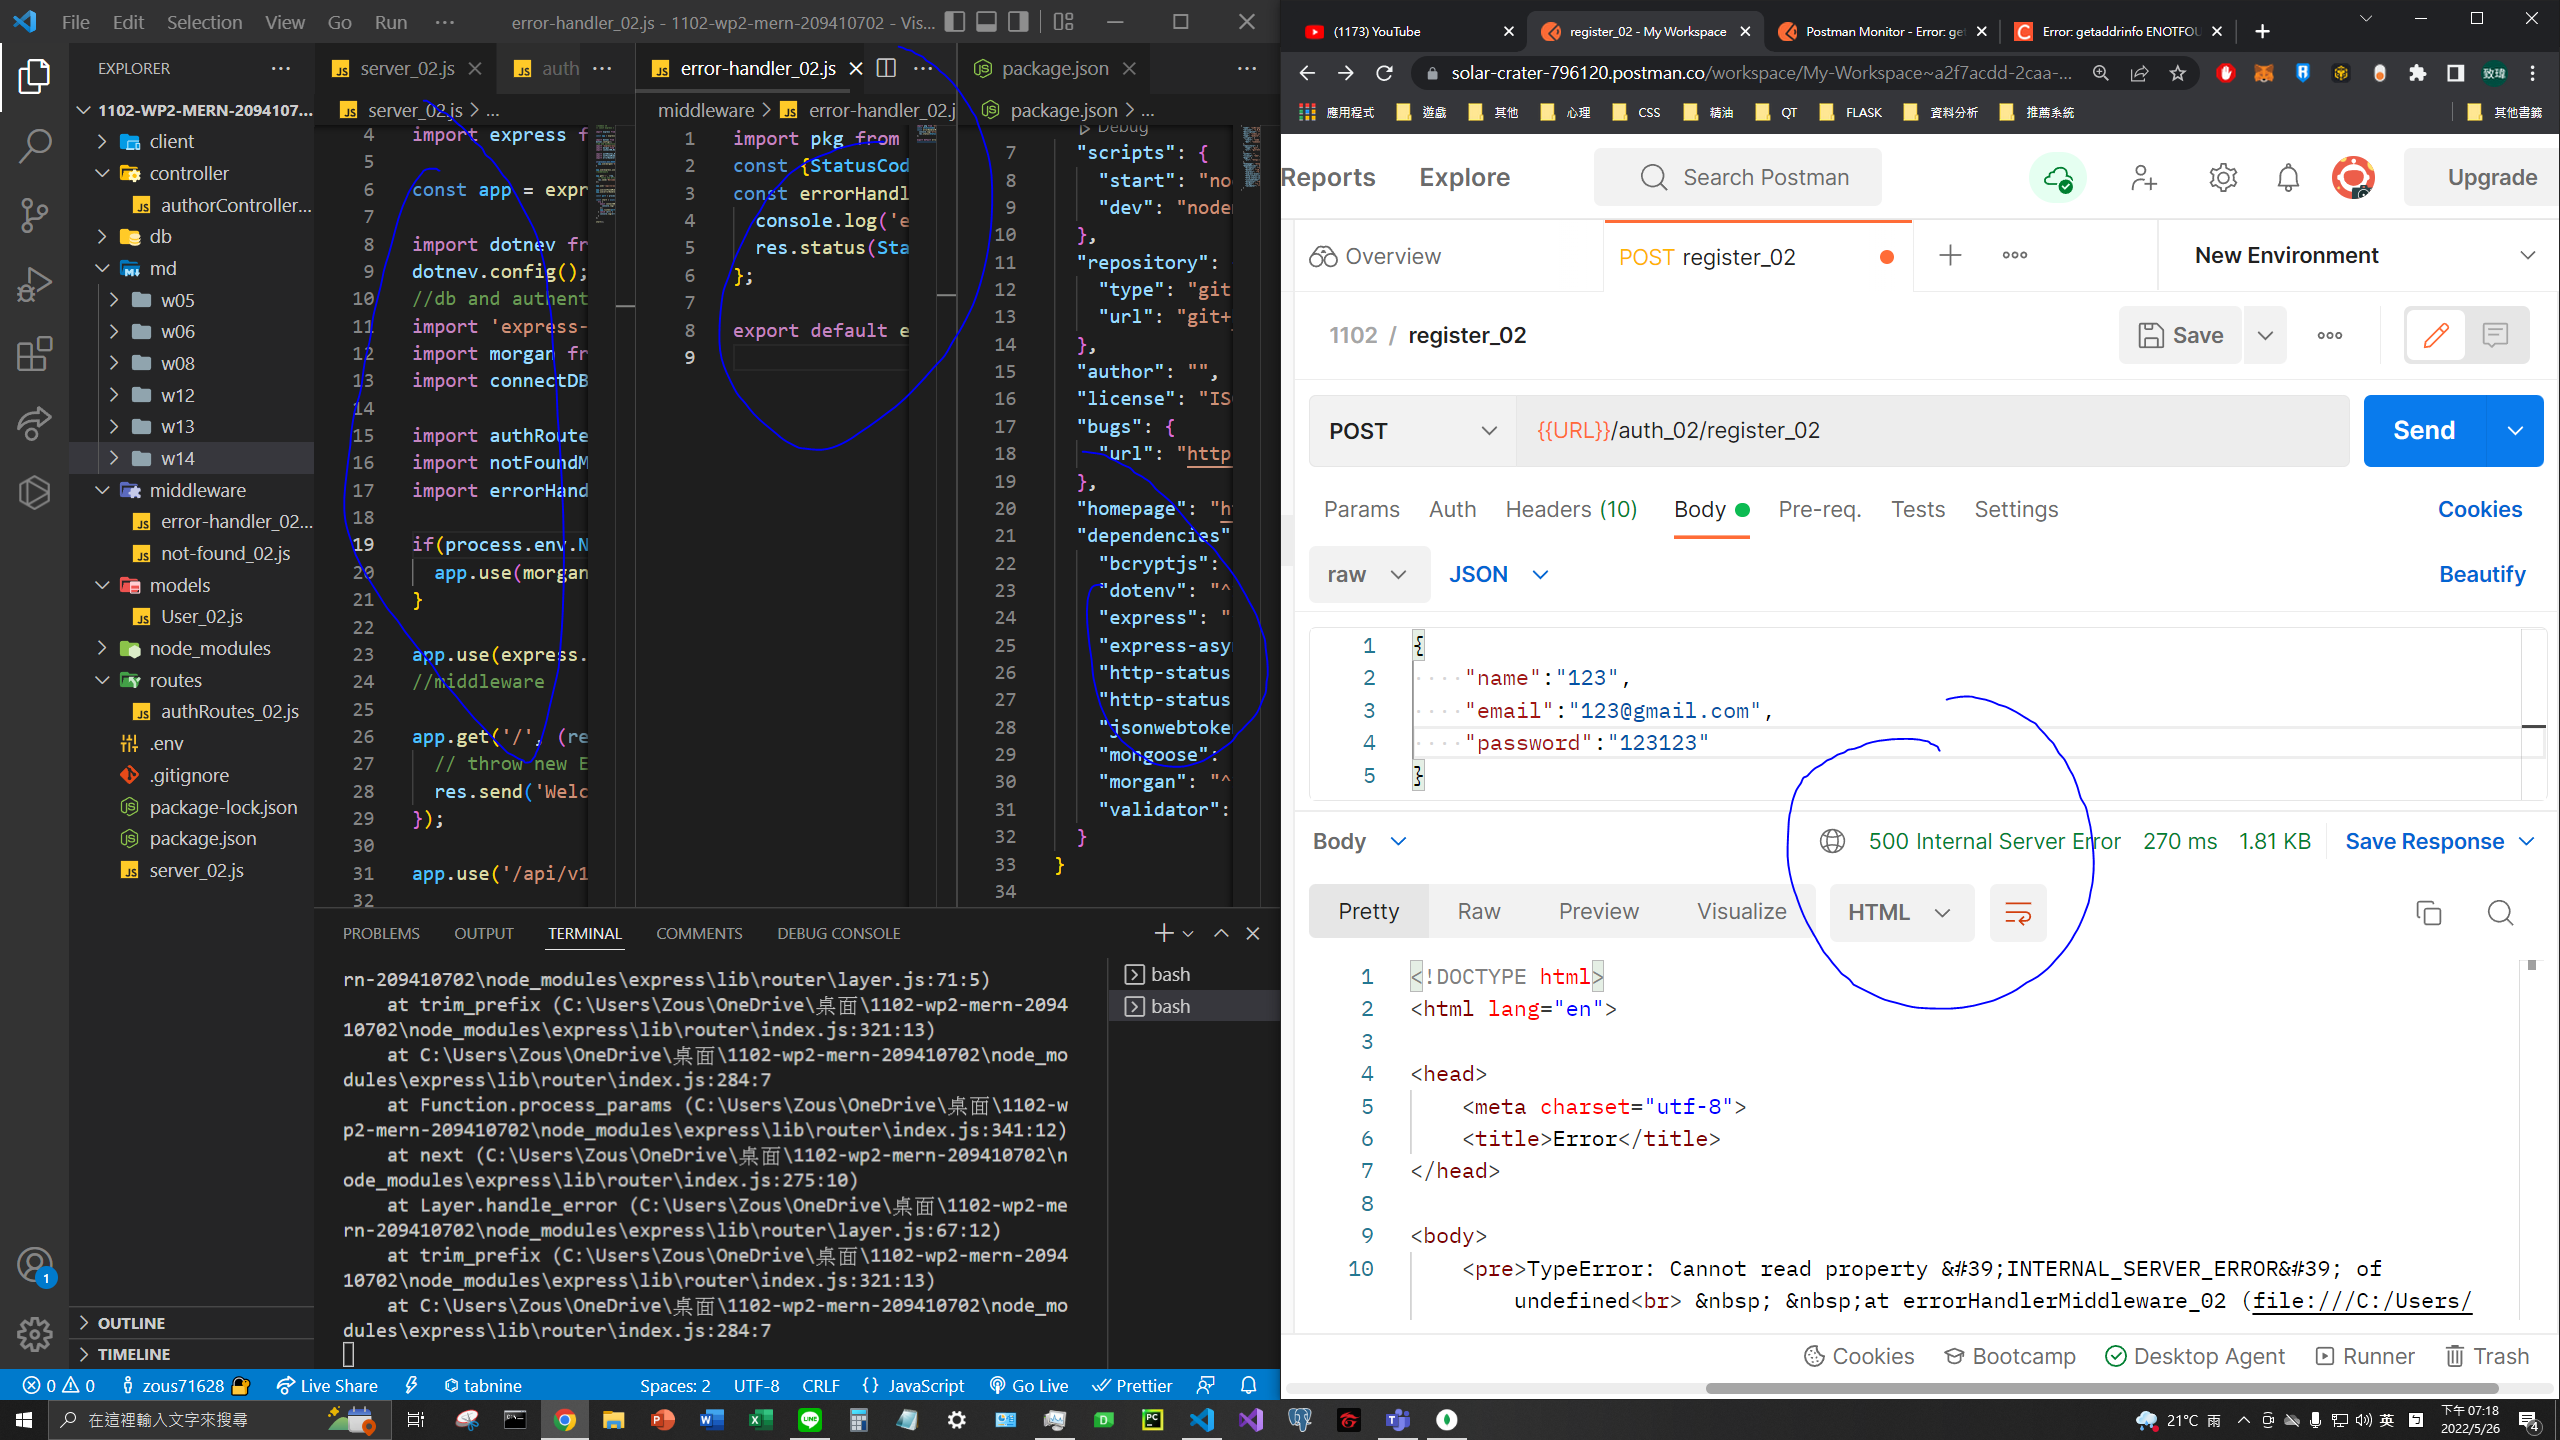 File Edit Selection View Go Run ···
error-handler_02.js - 1102-wp2-mern-209410702 - Vis...
EXPLORER
1102-WP2-MERN-2094107...
client
controller
authorController...
db
md
w05
w06
w08
w12
w13
w14
middleware
error-handler_02...
not-found_02.js
models
User_02.js
node_modules
routes
authRoutes_02.js
.env
.gitignore
package-lock.json
package.json
server_02.js
OUTLINE
TIMELINE
server_02.js
auth
server_02.js > ...
4 import express f
5
6 const app = expr
7
8 import dotnev fr
9 dotnev.config();
10 //db and authent
11 import 'express-
12 import morgan fr
13 import connectDB
14
15 import authRoute
16 import notFoundM
17 import errorHand
18
19 if(process.env.N
20 app.use(morgan
21 }
22
23 app.use(express.
24 //middleware
25
26 app.get('/', (re
27 // throw new E
28 res.send('Welc
29 });
30
31 app.use('/api/v1
32
error-handler_02.js
middleware > error-handler_02.j
1 import pkg from
2 const {StatusCod
3 const errorHandl
4 console.log('e
5 res.status(Sta
6 };
7
8 export default e
9
package.json
package.json > ...
Debug
7 "scripts": {
8 "start": "no
9 "dev": "node
10 },
11 "repository":
12 "type": "git
13 "url": "git+
14 },
15 "author": "",
16 "license": "IS
17 "bugs": {
18 "url": "http
19 },
20 "homepage": "h
21 "dependencies"
22 "bcryptjs":
23 "dotenv": "^
24 "express": "
25 "express-asy
26 "http-status
27 "http-status
28 "jsonwebtoke
29 "mongoose":
30 "morgan": "^
31 "validator":
32 }
33 }
34
PROBLEMS OUTPUT TERMINAL COMMENTS DEBUG CONSOLE
bash
bash
rn-209410702\node_modules\express\lib\router\layer.js:71:5)
at trim_prefix (C:\Users\Zous\OneDrive\桌面\1102-wp2-mern-2094
10702\node_modules\express\lib\router\index.js:321:13)
at C:\Users\Zous\OneDrive\桌面\1102-wp2-mern-209410702\node_mo
dules\express\lib\router\index.js:284:7
at Function.process_params (C:\Users\Zous\OneDrive\桌面\1102-w
p2-mern-209410702\node_modules\express\lib\router\index.js:341:12)
at next (C:\Users\Zous\OneDrive\桌面\1102-wp2-mern-209410702\n
ode_modules\express\lib\router\index.js:275:10)
at Layer.handle_error (C:\Users\Zous\OneDrive\桌面\1102-wp2-me
rn-209410702\node_modules\express\lib\router\layer.js:67:12)
at trim_prefix (C:\Users\Zous\OneDrive\桌面\1102-wp2-mern-2094
10702\node_modules\express\lib\router\index.js:321:13)
at C:\Users\Zous\OneDrive\桌面\1102-wp2-mern-209410702\node_mo
dules\express\lib\router\index.js:284:7
1
0 0 zous71628 Live Share tabnine Spaces: 2 UTF-8 CRLF {} JavaScript Go Live Prettier
(1173) YouTube
register_02 - My Workspace
Postman Monitor - Error: get
Error: getaddrinfo ENOTFOU
solar-crater-796120.postman.co/workspace/My-Workspace~a2f7acdd-2caa-...
致瑋
應用程式 遊戲 其他 心理 CSS 精油 QT FLASK 資料分析 推薦系統 其他書籤
Reports Explore Search Postman Upgrade
Overview POST register_02 New Environment
1102 / register_02 Save
POST {{URL}}/auth_02/register_02 Send
Params Auth Headers (10) Body Pre-req. Tests Settings Cookies
raw JSON Beautify
1 {
2 "name":"123",
3 "email":"123@gmail.com",
4 "password":"123123"
5 }
Body 500 Internal Server Error 270 ms 1.81 KB Save Response
Pretty Raw Preview Visualize HTML
1 <!DOCTYPE html>
2 <html lang="en">
3
4 <head>
5 <meta charset="utf-8">
6 <title>Error</title>
7 </head>
8
9 <body>
10 <pre>TypeError: Cannot read property &#39;INTERNAL_SERVER_ERROR&#39; of
undefined<br> &nbsp; &nbsp;at errorHandlerMiddleware_02 (file:///C:/Users/
Cookies Bootcamp Desktop Agent Runner Trash
在這裡輸入文字來搜尋
21°C 雨 英
下午 07:18
2022/5/26
4